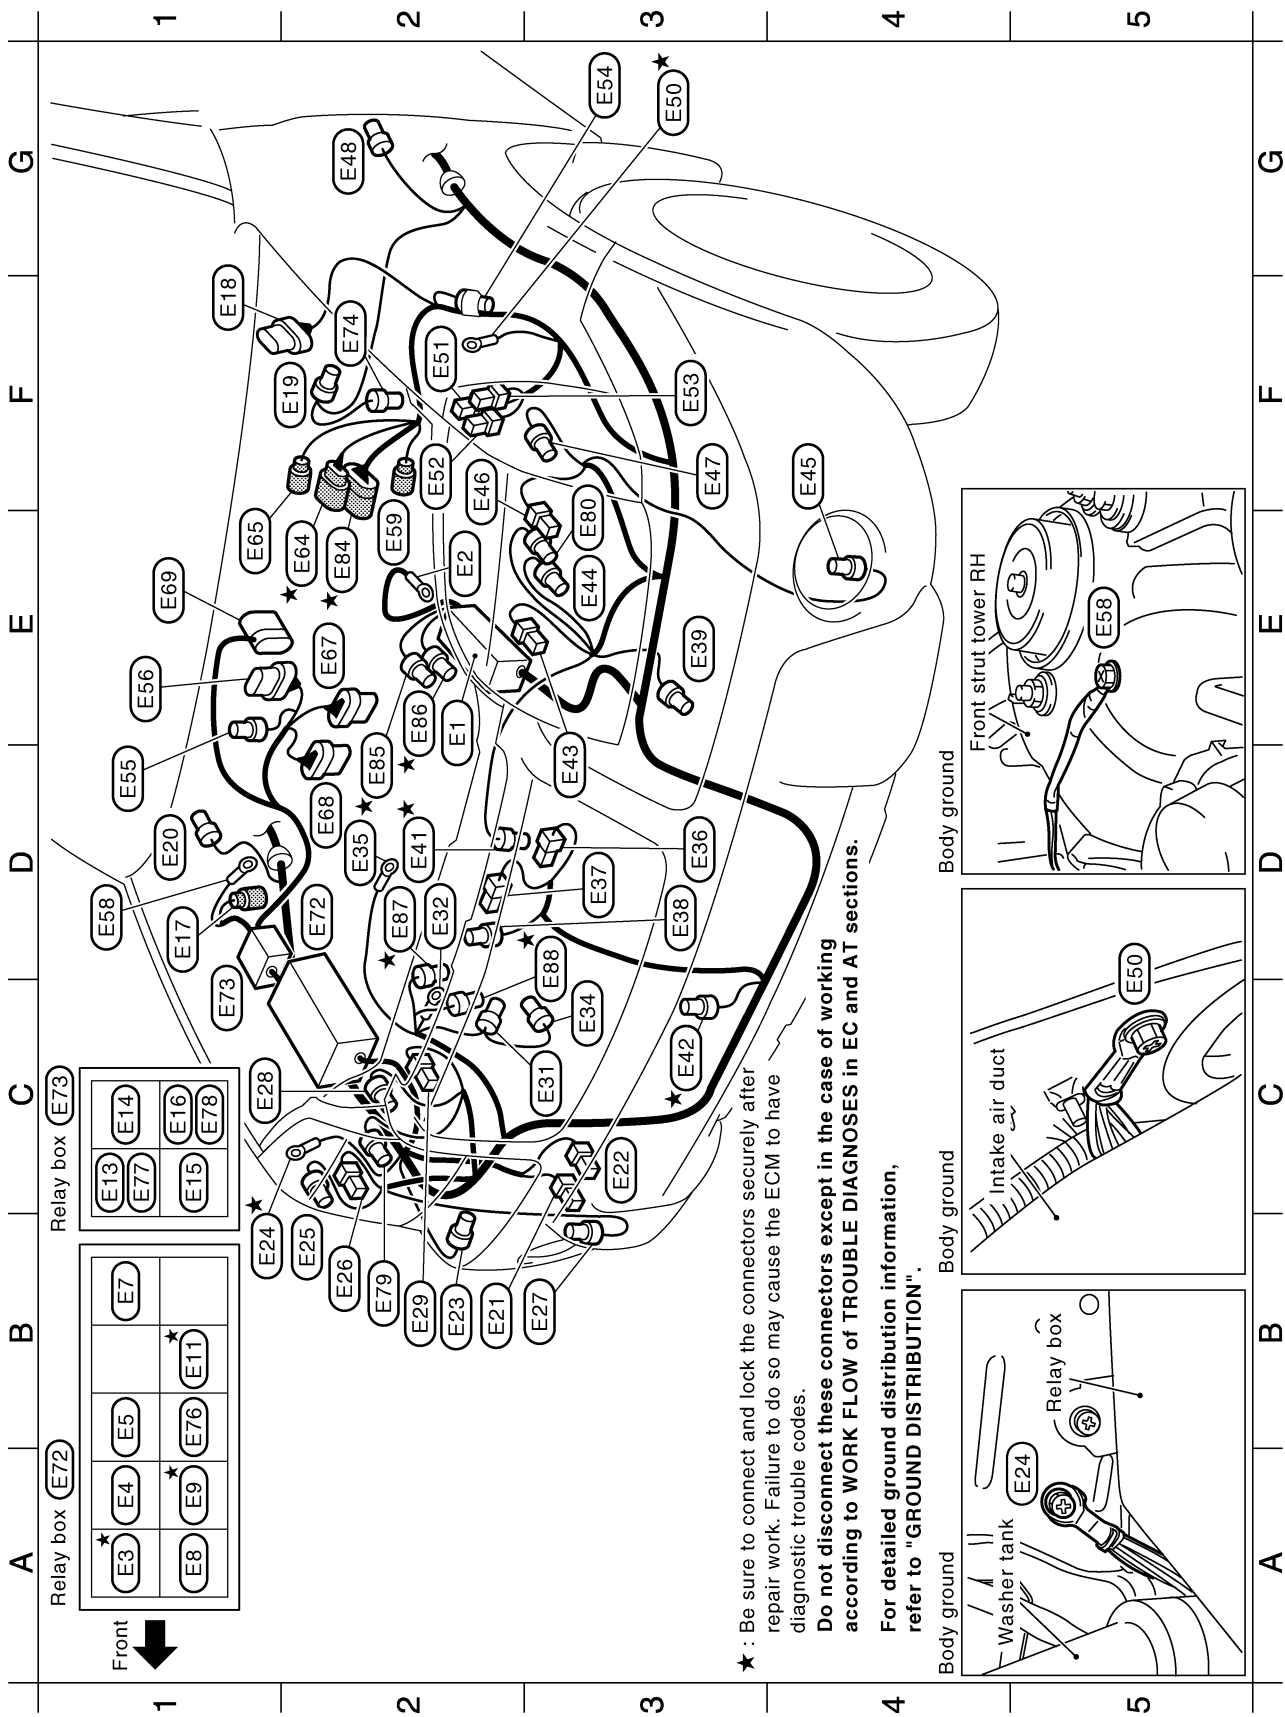 1
2
3
4
5
G
F
E
D
C
B
A
Front
Relay box E72
E3 ★
E4
E5
E7
E8
E9 ★
E76
E11 ★
Relay box E73
E13
E77
E14
E15
E16
E78
E58
E17
E73
E20
E55
E56
E69
E72
E68
E67
E65
E64 ★
E84 ★
E59
E18
E19
E74
E48
E54
E50 ★
E51
E52
E53
E46
E47
E80
E44
E45
E2
E1
E86
E85 ★
E43
E39
E35 ★
E41 ★
E87 ★
E32
E36
E37
E38
E88 ★
E34
E31
E42 ★
E28
E24 ★
E25
E26
E79
E29
E23
E21
E27
E22
★ : Be sure to connect and lock the connectors securely after
repair work. Failure to do so may cause the ECM to have
diagnostic trouble codes.
Do not disconnect these connectors except in the case of working
according to WORK FLOW of TROUBLE DIAGNOSES in EC and AT sections.
For detailed ground distribution information,
refer to "GROUND DISTRIBUTION".
Body ground
Washer tank
E24
Relay box
Body ground
Intake air duct
E50
Body ground
Front strut tower RH
E58
1
2
3
4
5
G
F
E
D
C
B
A